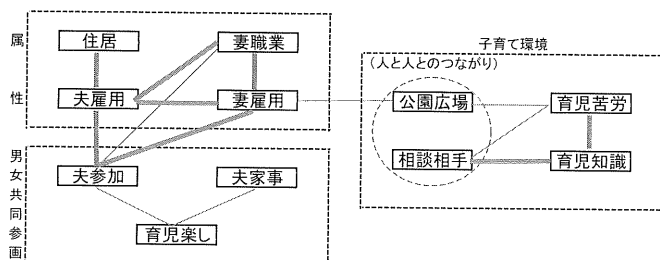 属性
住居
妻職業
夫雇用
妻雇用
男女共同参画
夫参加
夫家事
育児楽し
子育て環境
(人と人とのつながり)
公園広場
育児苦労
相談相手
育児知識